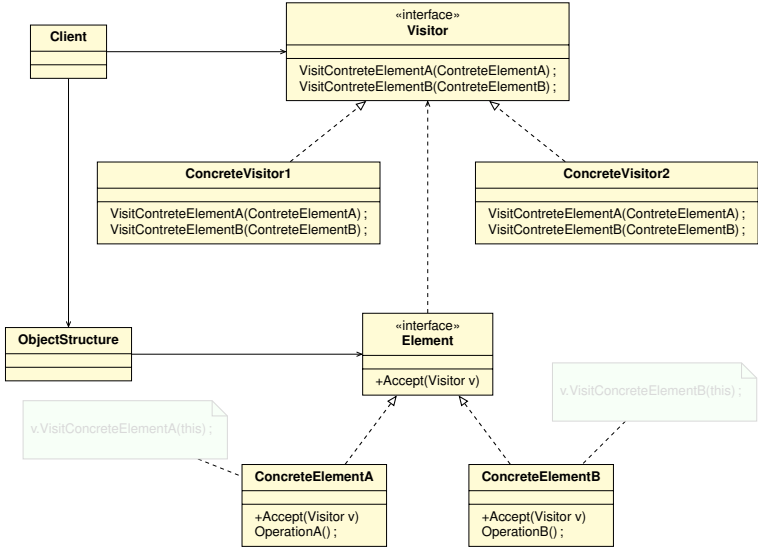 «interface»
Visitor
VisitContreteElementA(ContreteElementA) ;
VisitContreteElementB(ContreteElementB) ;
Client
ConcreteVisitor1
VisitContreteElementA(ContreteElementA) ;
VisitContreteElementB(ContreteElementB) ;
ConcreteVisitor2
VisitContreteElementA(ContreteElementA) ;
VisitContreteElementB(ContreteElementB) ;
ObjectStructure
«interface»
Element
+Accept(Visitor v)
v.VisitConcreteElementB(this) ;
v.VisitConcreteElementA(this) ;
ConcreteElementA
+Accept(Visitor v)
OperationA() ;
ConcreteElementB
+Accept(Visitor v)
OperationB() ;